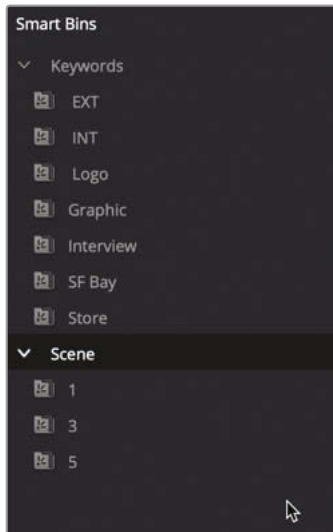 Smart Bins
Keywords
EXT
INT
Logo
Graphic
Interview
SF Bay
Store
Scene
1
3
5